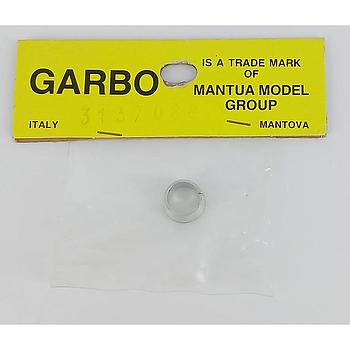 GARBO
IS A TRADE MARK
OF
MANTUA MODEL
GROUP
ITALY
MANTOVA